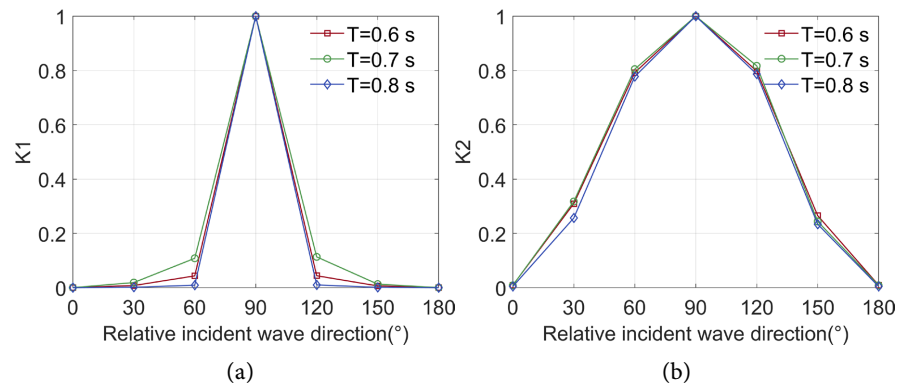 1
0.8
0.6
0.4
0.2
0
K1
T=0.6 s
T=0.7 s
T=0.8 s
0 30 60 90 120 150 180
Relative incident wave direction(°)
(a)
1
0.8
0.6
0.4
0.2
0
K2
T=0.6 s
T=0.7 s
T=0.8 s
0 30 60 90 120 150 180
Relative incident wave direction(°)
(b)